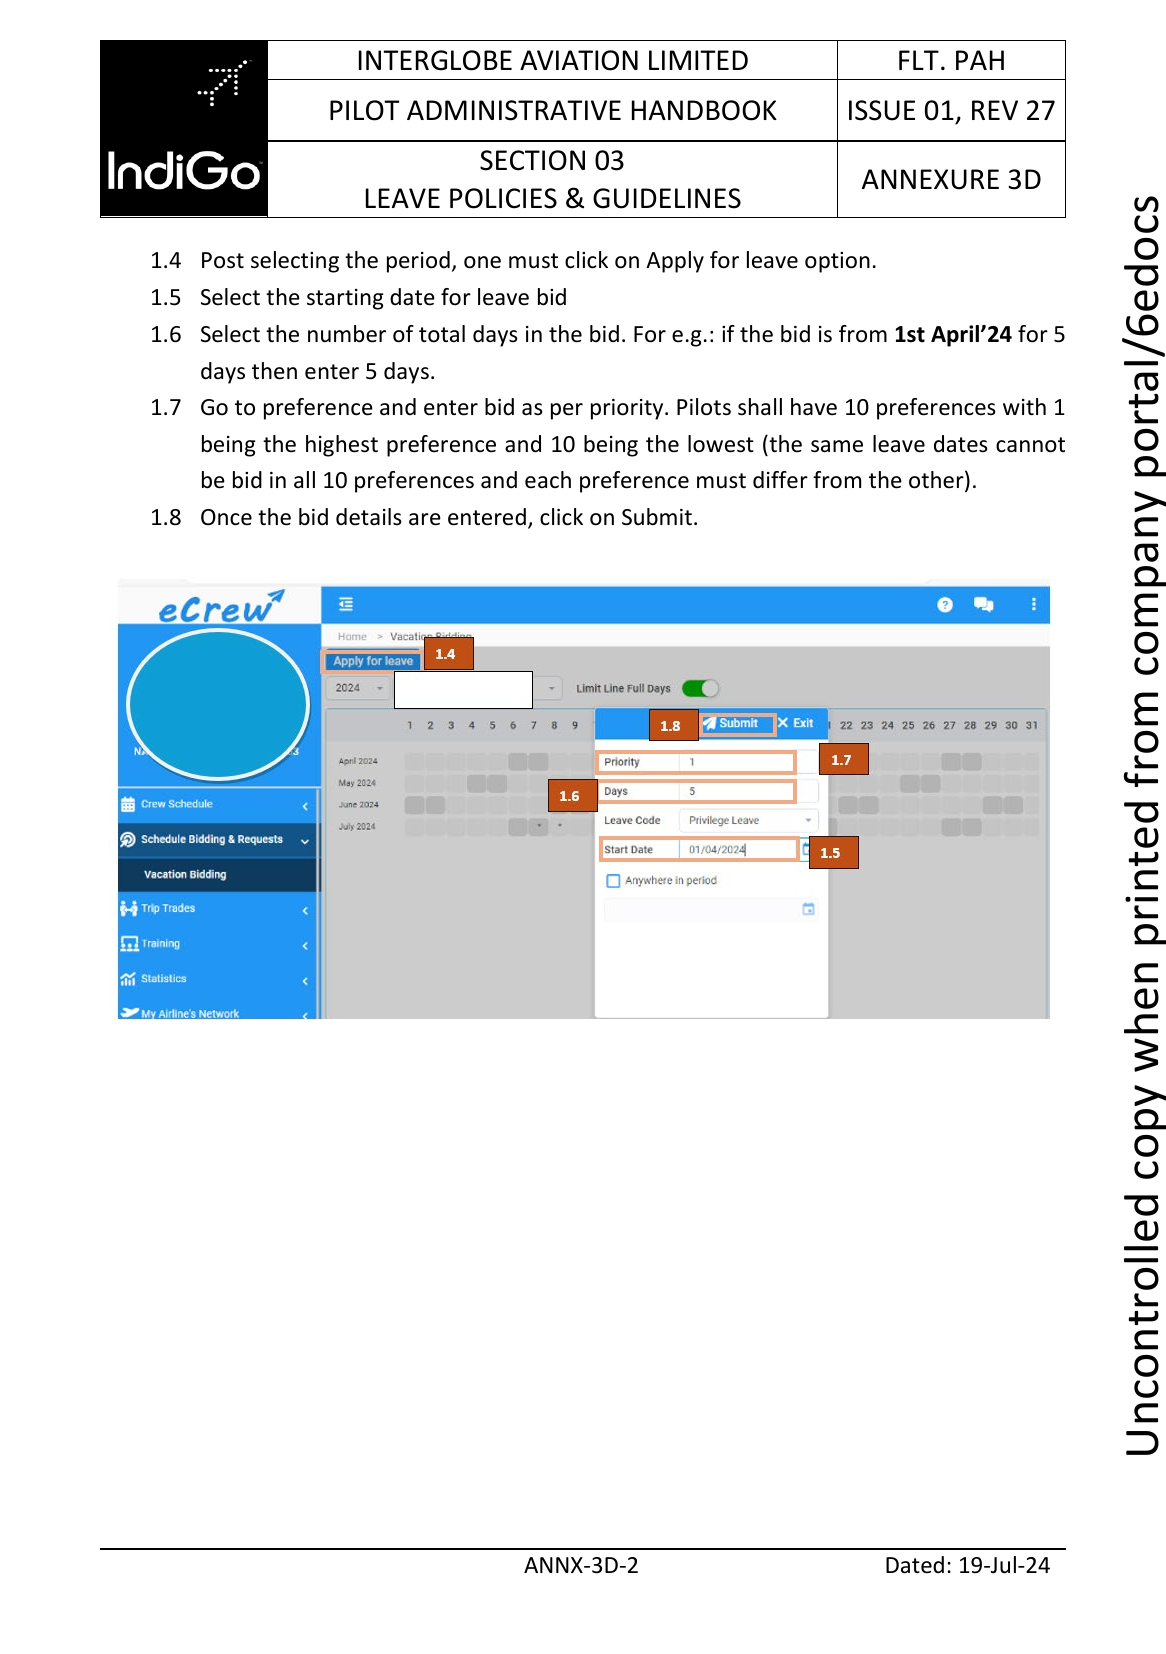 INTERGLOBE AVIATION LIMITED
FLT. PAH
PILOT ADMINISTRATIVE HANDBOOK
ISSUE 01, REV 27
IndiGo
SECTION 03
LEAVE POLICIES & GUIDELINES
ANNEXURE 3D
1.4 Post selecting the period, one must click on Apply for leave option.
1.5 Select the starting date for leave bid
1.6 Select the number of total days in the bid. For e.g.: if the bid is from 1st April’24 for 5
days then enter 5 days.
1.7 Go to preference and enter bid as per priority. Pilots shall have 10 preferences with 1
being the highest preference and 10 being the lowest (the same leave dates cannot
be bid in all 10 preferences and each preference must differ from the other).
1.8 Once the bid details are entered, click on Submit.
eCrew
Home > Vacation Bidding
Apply for leave
1.4
2024
Limit Line Full Days
1 2 3 4 5 6 7 8 9
1.8
Submit
Exit
22 23 24 25 26 27 28 29 30 31
April 2024
Priority 1
1.7
May 2024
1.6
Days 5
June 2024
Leave Code Privilege Leave
July 2024
Start Date 01/04/2024
1.5
Anywhere in period
Crew Schedule
Schedule Bidding & Requests
Vacation Bidding
Trip Trades
Training
Statistics
My Airline's Network
ANNX-3D-2
Dated: 19-Jul-24
Uncontrolled copy when printed from company portal/6edocs